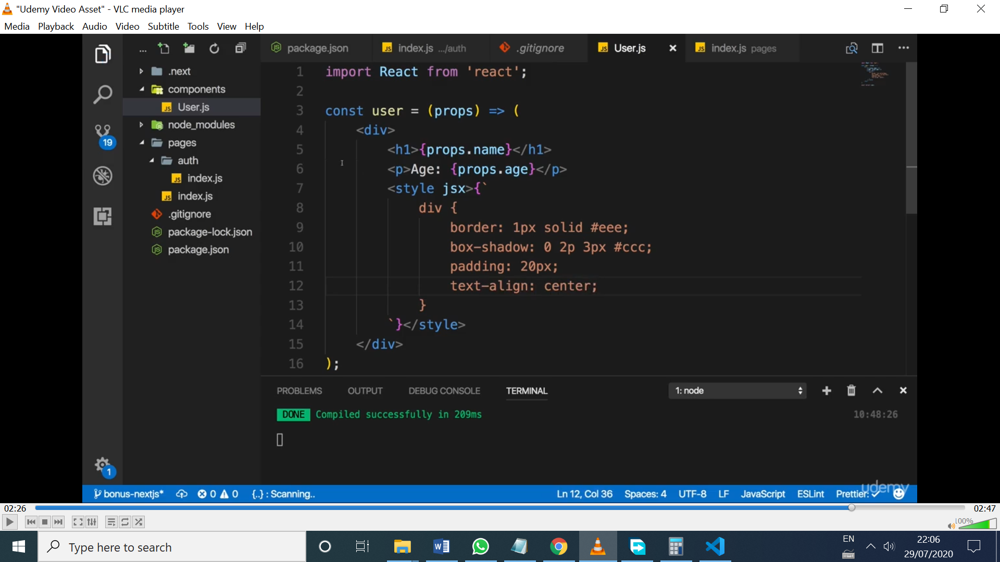 "Udemy Video Asset" - VLC media player
Media Playback Audio Video Subtitle Tools View Help
... package.json index.js .../auth .gitignore User.js index.js pages
.next
components
User.js
node_modules
pages
auth
index.js
index.js
.gitignore
package-lock.json
package.json
19
1
1 import React from 'react';
2
3 const user = (props) => (
4 <div>
5 <h1>{props.name}</h1>
6 <p>Age: {props.age}</p>
7 <style jsx>{`
8 div {
9 border: 1px solid #eee;
10 box-shadow: 0 2p 3px #ccc;
11 padding: 20px;
12 text-align: center;
13 }
14 `}</style>
15 </div>
16 );
PROBLEMS OUTPUT DEBUG CONSOLE TERMINAL 1: node
DONE Compiled successfully in 209ms 10:48:26
udemy
bonus-nextjs* 0 0 {..} : Scanning.. Ln 12, Col 36 Spaces: 4 UTF-8 LF JavaScript ESLint Prettier: ✓
02:26 02:47
100%
Type here to search EN 22:06
29/07/2020